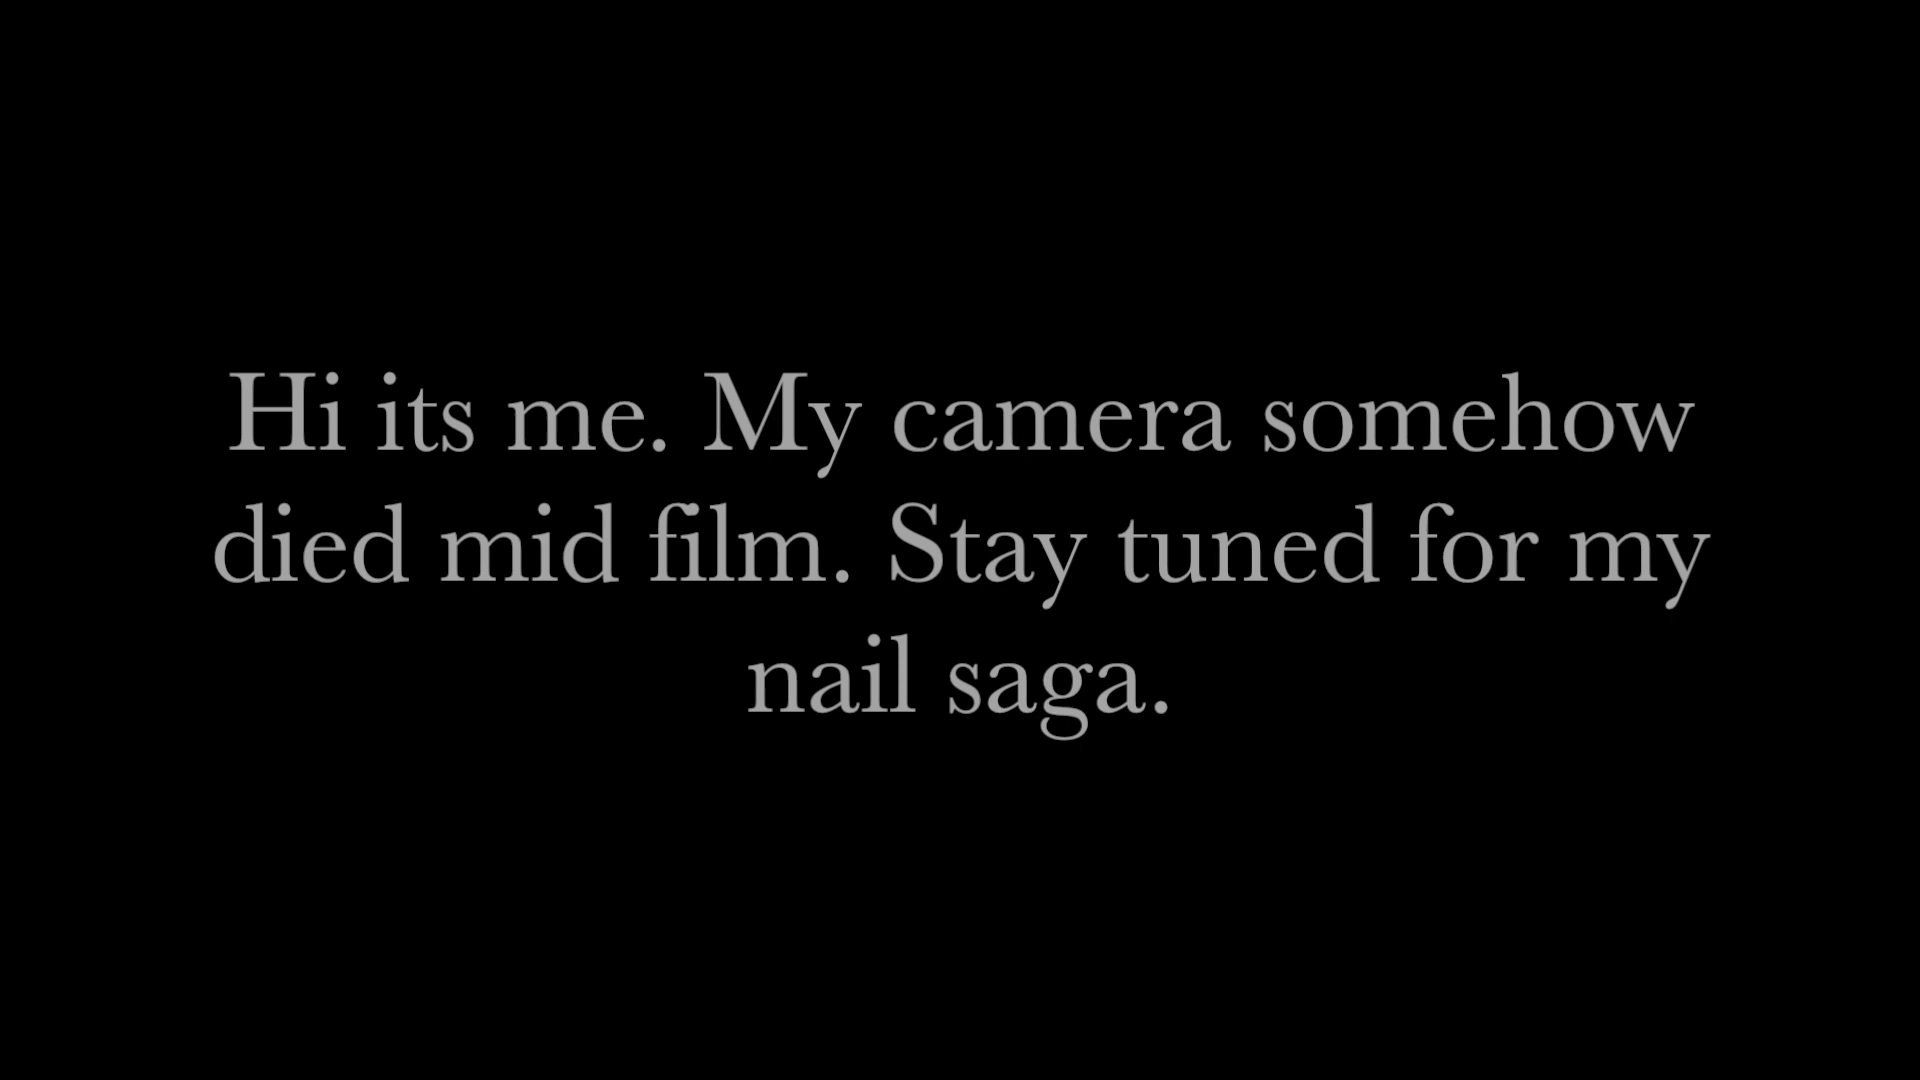 Hi its me. My camera somehow
died mid film. Stay tuned for my
nail saga.